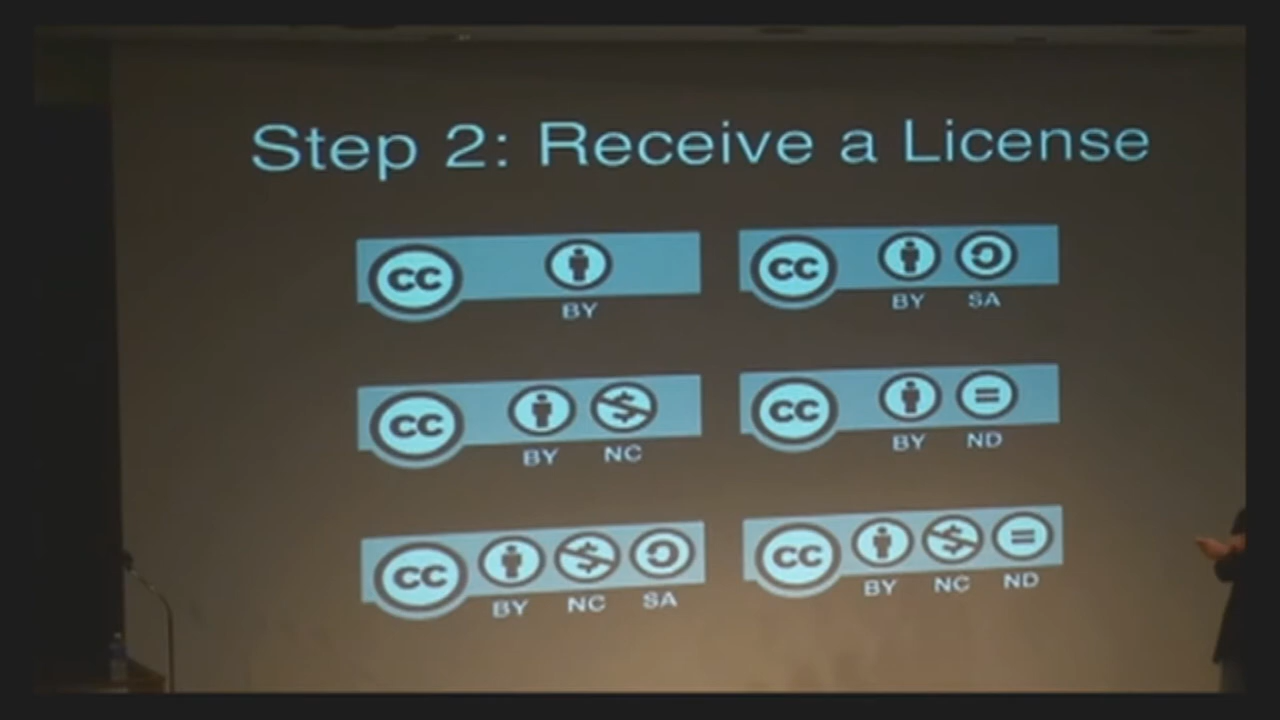 Step 2: Receive a License
cc BY
cc BY SA
cc BY NC
cc BY ND
cc BY NC SA
cc BY NC ND